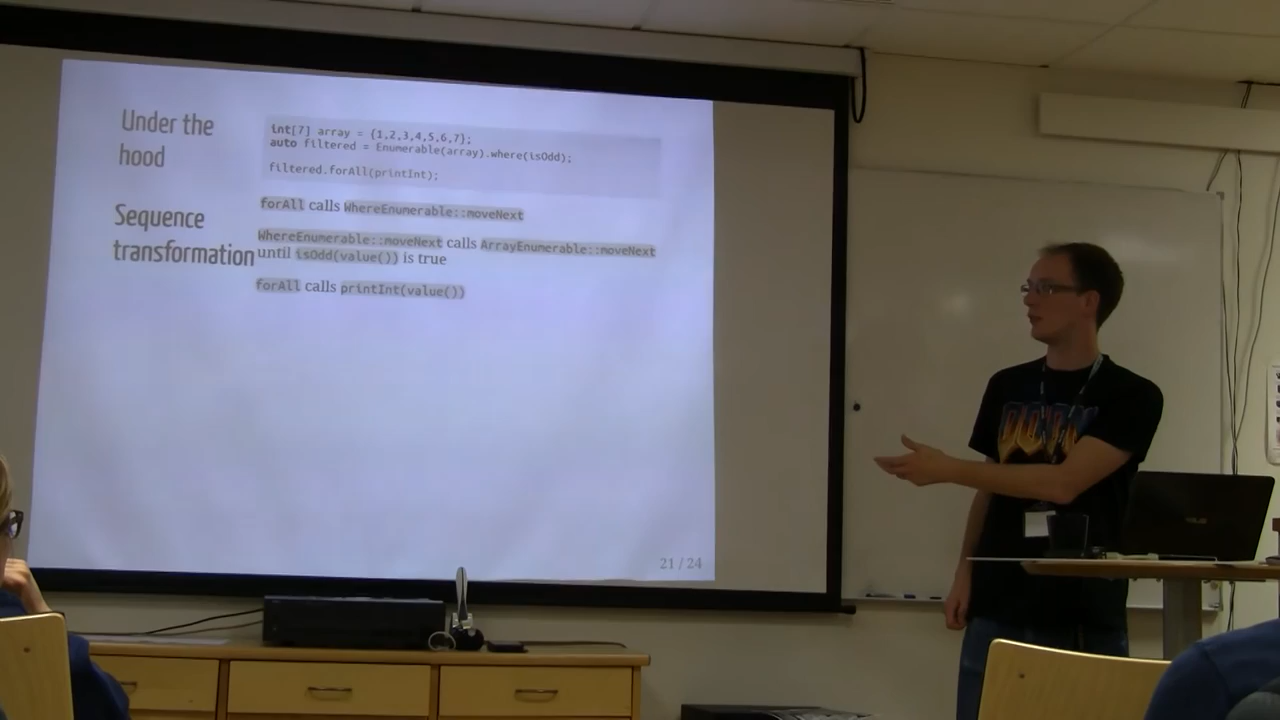 Under the
hood
int[7] array = {1,2,3,4,5,6,7};
auto filtered = Enumerable(array).where(isOdd);
filtered.forAll(printInt);
Sequence
transformation
forAll calls WhereEnumerable::moveNext
WhereEnumerable::moveNext calls ArrayEnumerable::moveNext
until isOdd(value()) is true
forAll calls printInt(value())
21 / 24
DOOM
ASUS